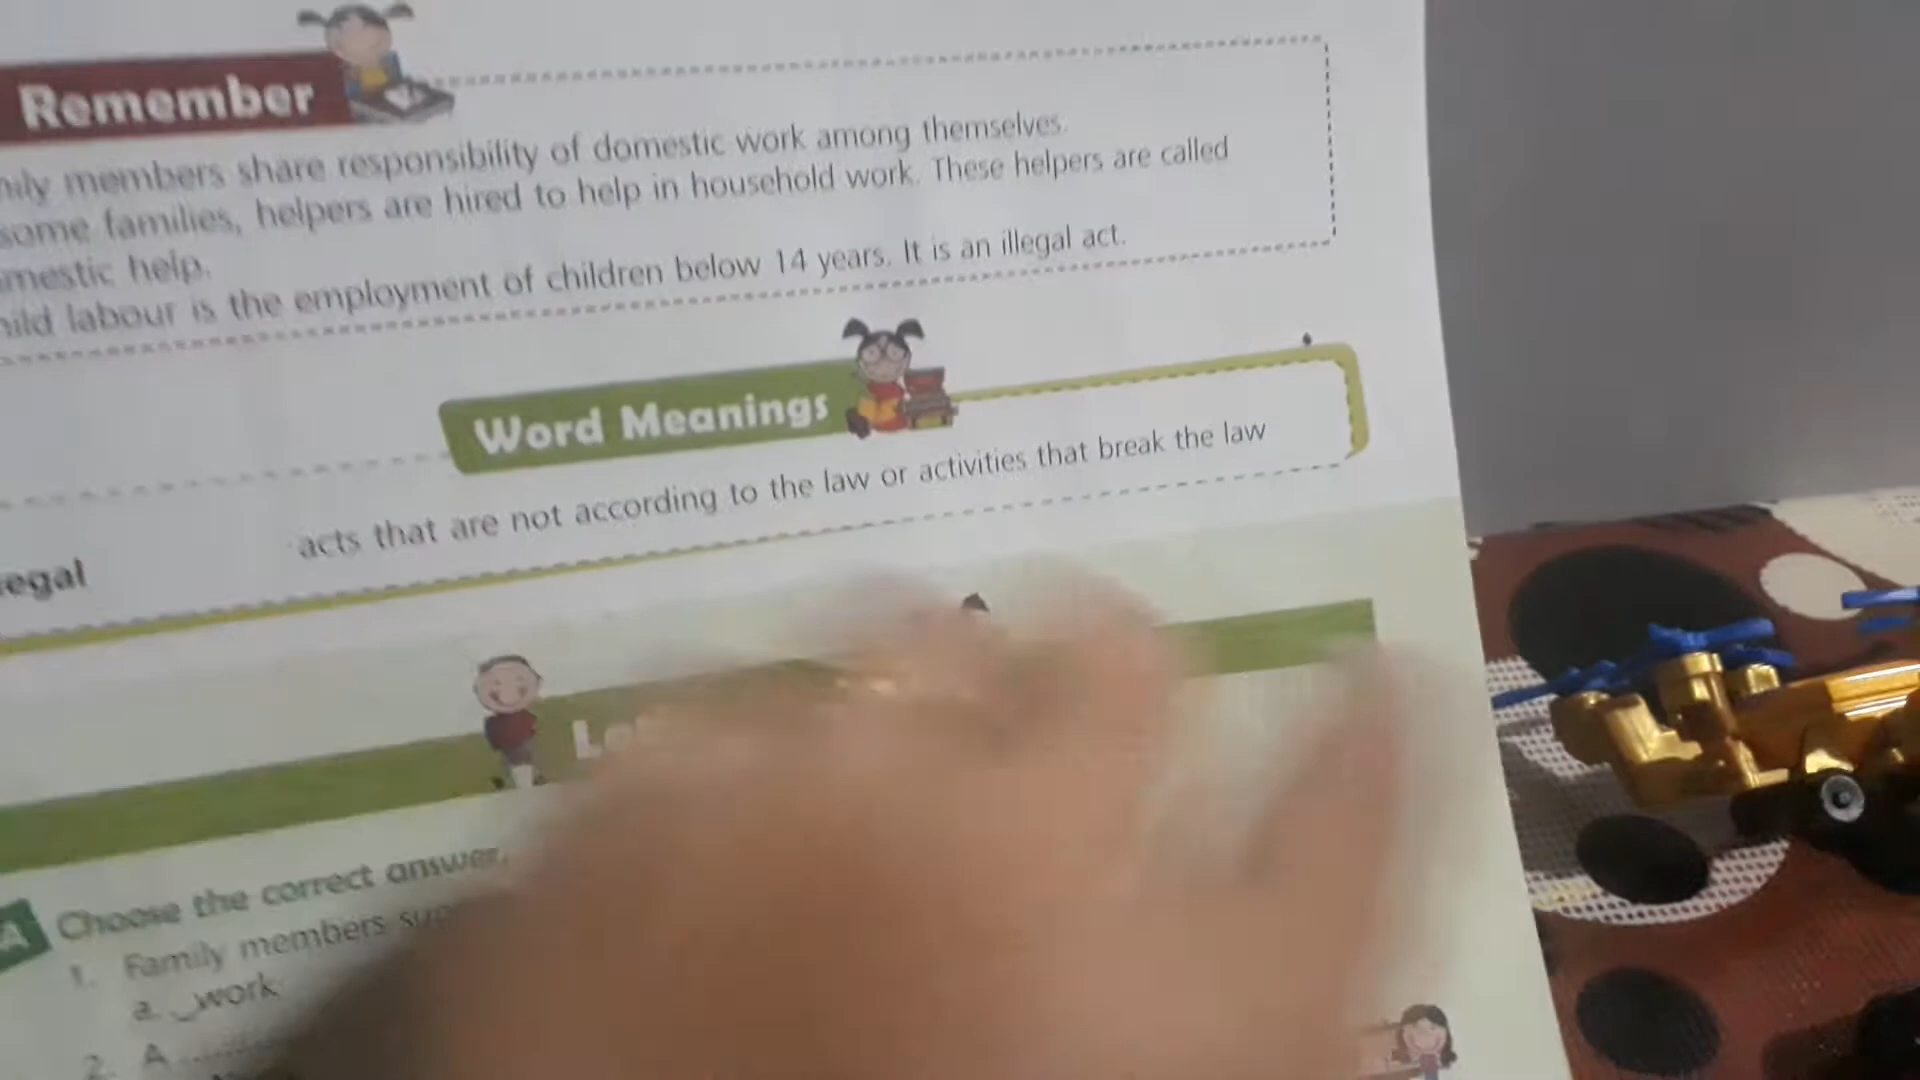 Remember
mily members share responsibility of domestic work among themselves.
some families, helpers are hired to help in household work. These helpers are called
mestic help.
hild labour is the employment of children below 14 years. It is an illegal act.
Word Meanings
egal acts that are not according to the law or activities that break the law
A Choose the correct answer.
1. Family members
a. work
2. A